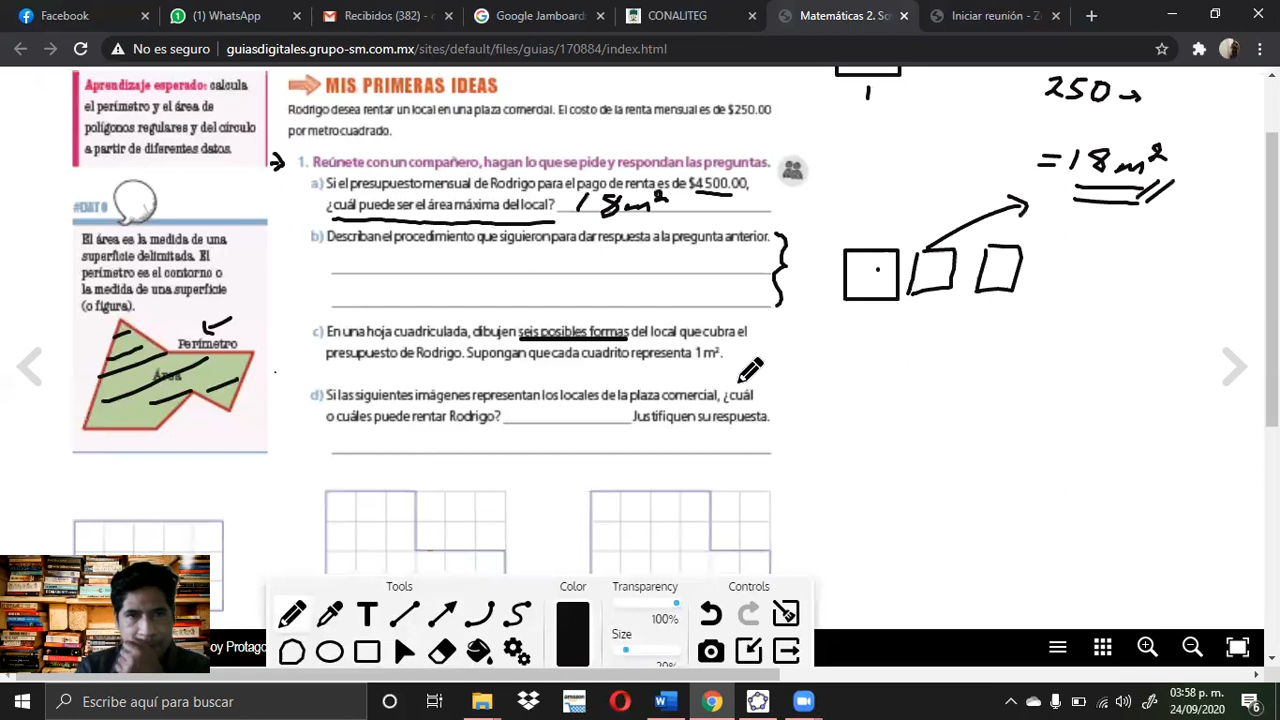 Facebook
(1) WhatsApp
Recibidos (382) - c
Google Jamboard
CONALITEG
Matemáticas 2. So
Iniciar reunión - Zo
No es seguro
guiasdigitales.grupo-sm.com.mx/sites/default/files/guias/170884/index.html
Aprendizaje esperado: calcula
el perímetro y el área de
polígonos regulares y del círculo
a partir de diferentes datos.
#DATO
El área es la medida de una
superficie delimitada. El
perímetro es el contorno o
la medida de una superficie
(o figura).
Perímetro
Área
MIS PRIMERAS IDEAS
Rodrigo desea rentar un local en una plaza comercial. El costo de la renta mensual es de $250.00
por metro cuadrado.
1. Reúnete con un compañero, hagan lo que se pide y respondan las preguntas.
a) Si el presupuesto mensual de Rodrigo para el pago de renta es de $4 500.00,
¿cuál puede ser el área máxima del local? 18m²
b) Describan el procedimiento que siguieron para dar respuesta a la pregunta anterior.
c) En una hoja cuadriculada, dibujen seis posibles formas del local que cubra el
presupuesto de Rodrigo. Supongan que cada cuadrito representa 1 m².
d) Si las siguientes imágenes representan los locales de la plaza comercial, ¿cuál
o cuáles puede rentar Rodrigo? Justifiquen su respuesta.
1
250 →
= 18m²
oy Protago
Tools
Color
Transparency
Controls
100%
Size
T
Escribe aquí para buscar
03:58 p. m.
24/09/2020
6